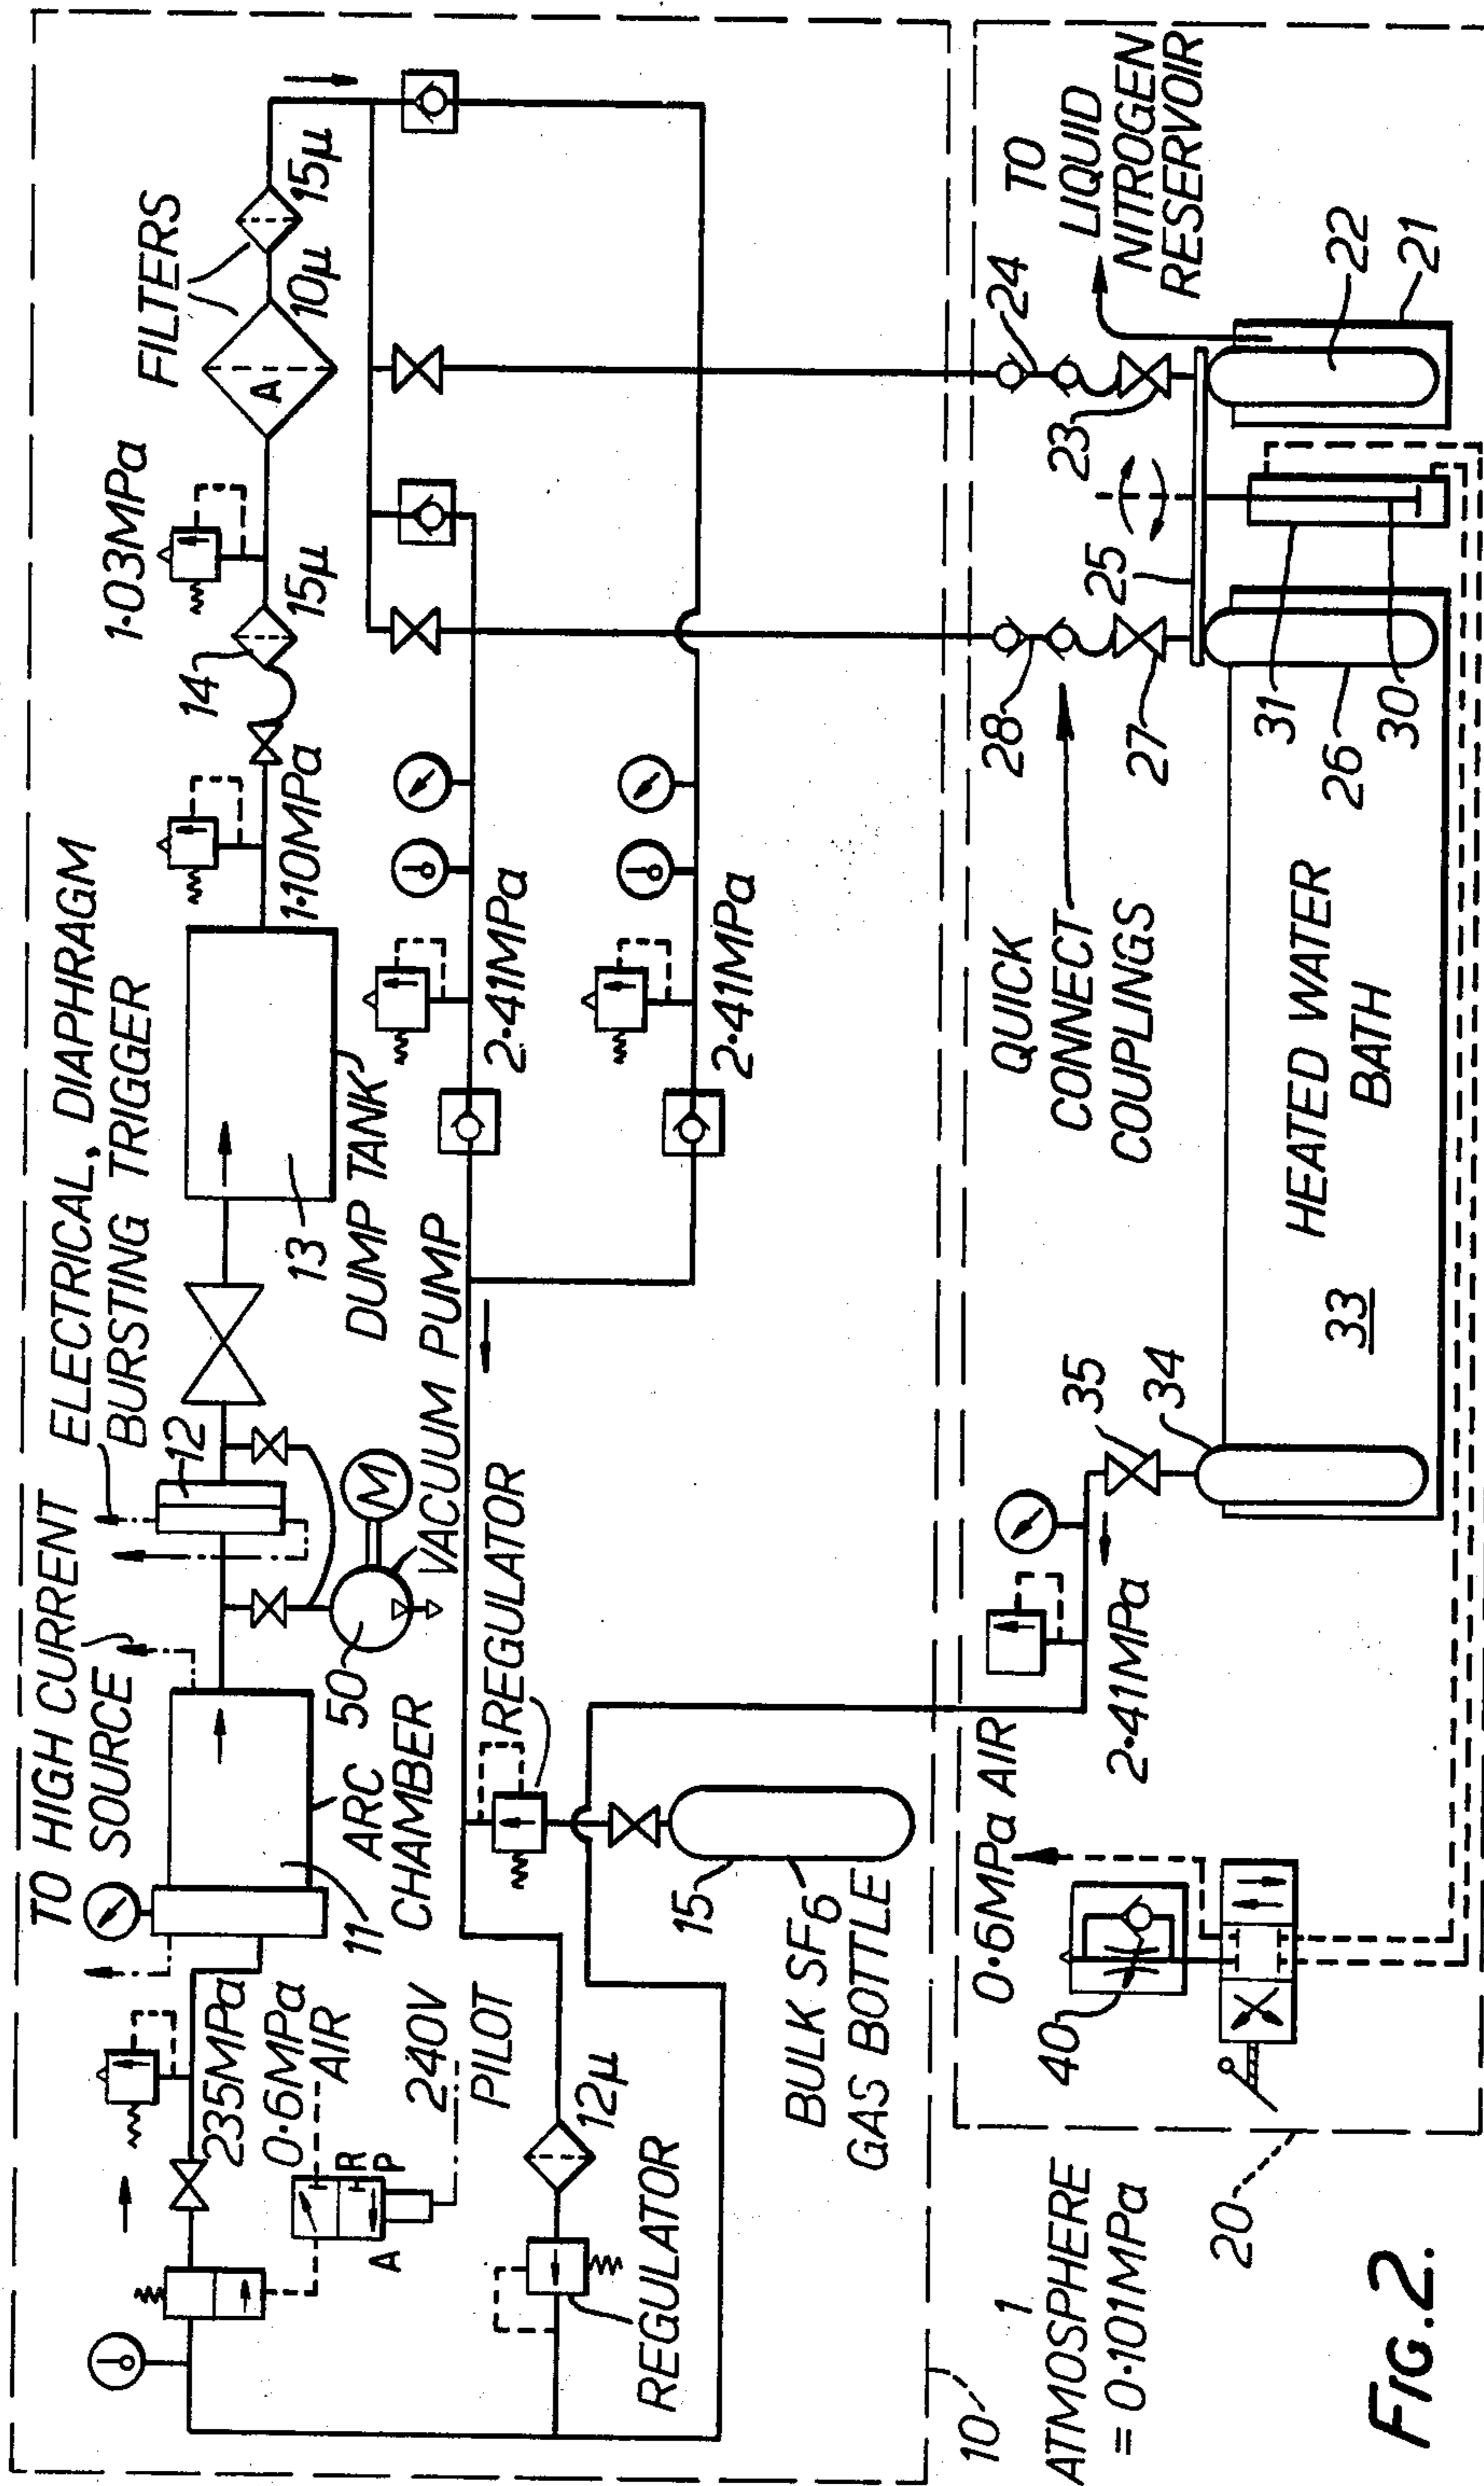 TO HIGH CURRENT
SOURCE
ELECTRICAL, DIAPHRAGM
BURSTING TRIGGER
12
1·10MPa
14
1·03MPa
15μ
FILTERS
A
10μ
15μ
235MPa
0·6MPa
AIR
R
P
A
240V
PILOT
11
ARC
CHAMBER
50
M
VACUUM PUMP
13
DUMP TANK
2·41MPa
2·41MPa
REGULATOR
12μ
REGULATOR
15
BULK SF6
GAS BOTTLE
10
1
ATMOSPHERE
= 0·101MPa
20
0·6MPa AIR
40
2·41MPa
35
34
33
HEATED WATER
BATH
QUICK
CONNECT
COUPLINGS
28
27
25
26
31
30
23
24
TO
LIQUID
NITROGEN
RESERVOIR
22
21
FIG.2.